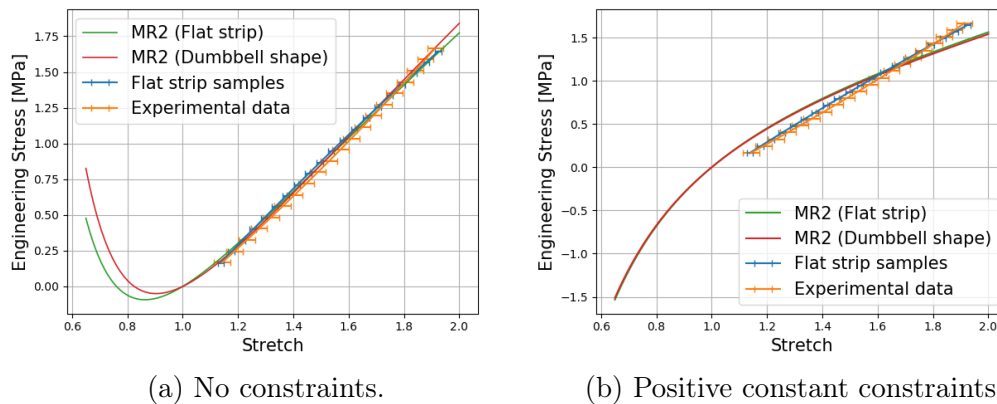 MR2 (Flat strip)
MR2 (Dumbbell shape)
Flat strip samples
Experimental data
Engineering Stress [MPa]
1.75
1.50
1.25
1.00
0.75
0.50
0.25
0.00
0.6 0.8 1.0 1.2 1.4 1.6 1.8 2.0
Stretch
(a) No constraints.
Engineering Stress [MPa]
1.5
1.0
0.5
0.0
−0.5
−1.0
−1.5
MR2 (Flat strip)
MR2 (Dumbbell shape)
Flat strip samples
Experimental data
0.6 0.8 1.0 1.2 1.4 1.6 1.8 2.0
Stretch
(b) Positive constant constraints